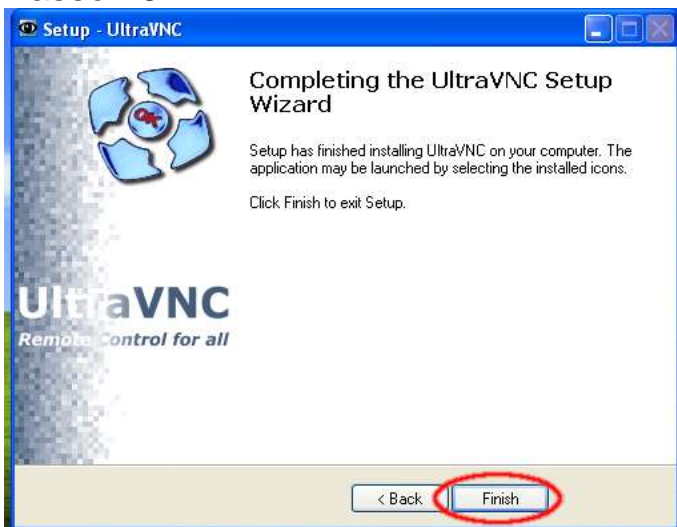 Setup - UltraVNC
Completing the UltraVNC Setup
Wizard
Setup has finished installing UltraVNC on your computer. The
application may be launched by selecting the installed icons.
Click Finish to exit Setup.
OK
UltraVNC
Remote Control for all
< Back
Finish